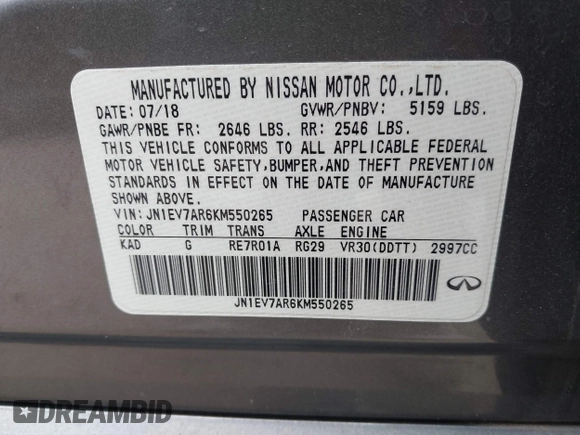 MANUFACTURED BY NISSAN MOTOR CO.,LTD.
DATE: 07/18 GVWR/PNBV: 5159 LBS.
GAWR/PNBE FR: 2646 LBS. RR: 2546 LBS.
THIS VEHICLE CONFORMS TO ALL APPLICABLE FEDERAL
MOTOR VEHICLE SAFETY,BUMPER,AND THEFT PREVENTION
STANDARDS IN EFFECT ON THE DATE OF MANUFACTURE
SHOWN ABOVE.
VIN: JN1EV7AR6KM550265 PASSENGER CAR
COLOR TRIM TRANS AXLE ENGINE
KAD G RE7R01A RG29 VR30(DDTT) 2997CC
JN1EV7AR6KM550265
DREAMBID